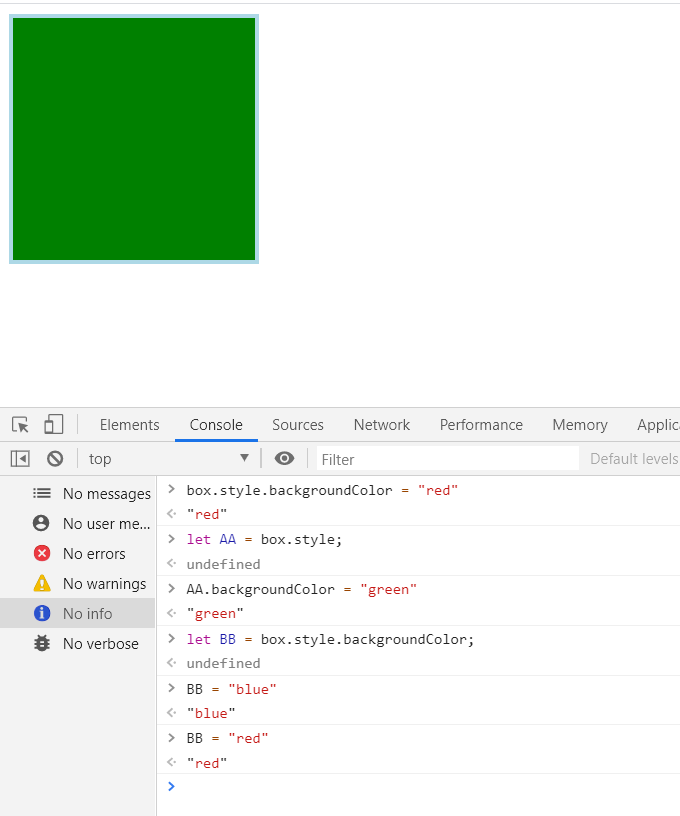 Elements Console Sources Network Performance Memory Applic
top Filter Default levels
No messages
No user me...
No errors
No warnings
No info
No verbose
> box.style.backgroundColor = "red"
"red"
> let AA = box.style;
undefined
> AA.backgroundColor = "green"
"green"
> let BB = box.style.backgroundColor;
undefined
> BB = "blue"
"blue"
> BB = "red"
"red"
>